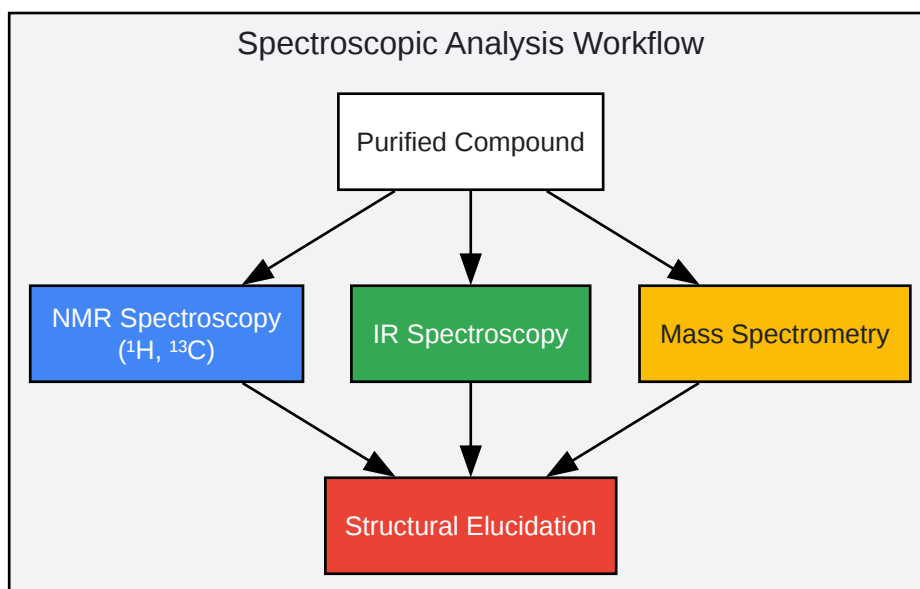 Spectroscopic Analysis Workflow
Purified Compound
NMR Spectroscopy
(¹H, ¹³C)
IR Spectroscopy
Mass Spectrometry
Structural Elucidation